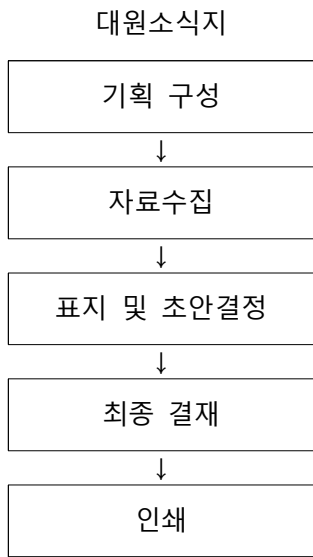 대원소식지
기획 구성
↓
자료수집
↓
표지 및 초안결정
↓
최종 결재
↓
인쇄